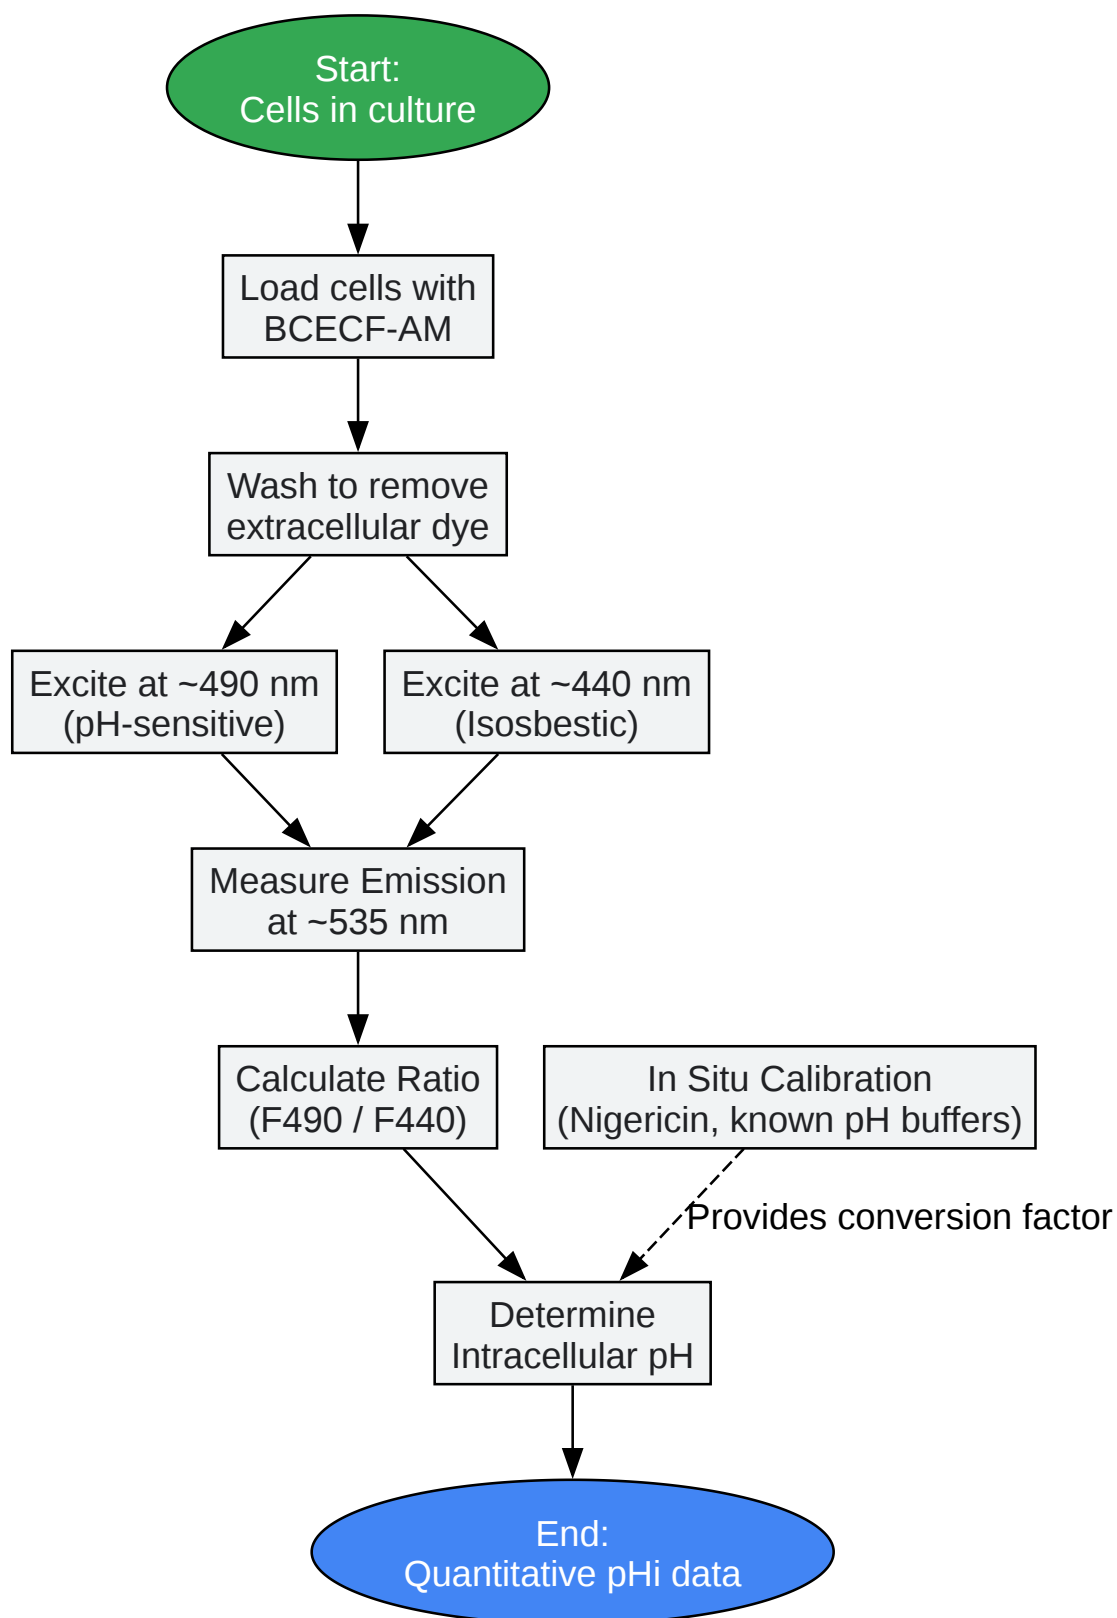 Start:
Cells in culture
Load cells with
BCECF-AM
Wash to remove
extracellular dye
Excite at ~490 nm
(pH-sensitive)
Excite at ~440 nm
(Isosbestic)
Measure Emission
at ~535 nm
Calculate Ratio
(F490 / F440)
In Situ Calibration
(Nigericin, known pH buffers)
Provides conversion factor
Determine
Intracellular pH
End:
Quantitative pHi data